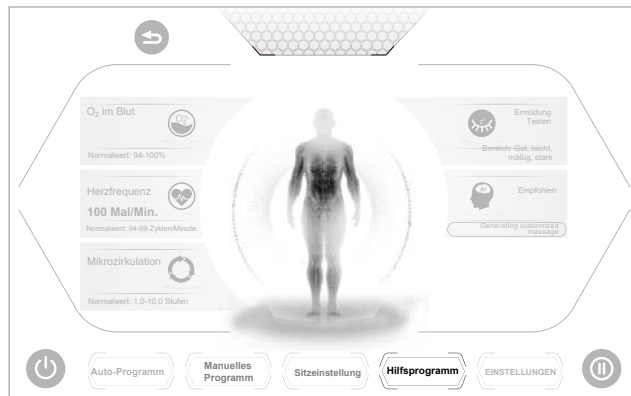 O₂ im Blut
O₂
Normalwert: 94-100%
Herzfrequenz
100 Mal/Min.
Normalwert: 94-99 Zyklen/Minute.
Mikrozirkulation
Normalwert: 1,0-10,0 Stufen
Ermüdung
Testen
Bereich: Gut, leicht,
mäßig, stark
AI
Empfohlen
Generating customized
massage
Auto-Programm
Manuelles
Programm
Sitzeinstellung
Hilfsprogramm
EINSTELLUNGEN